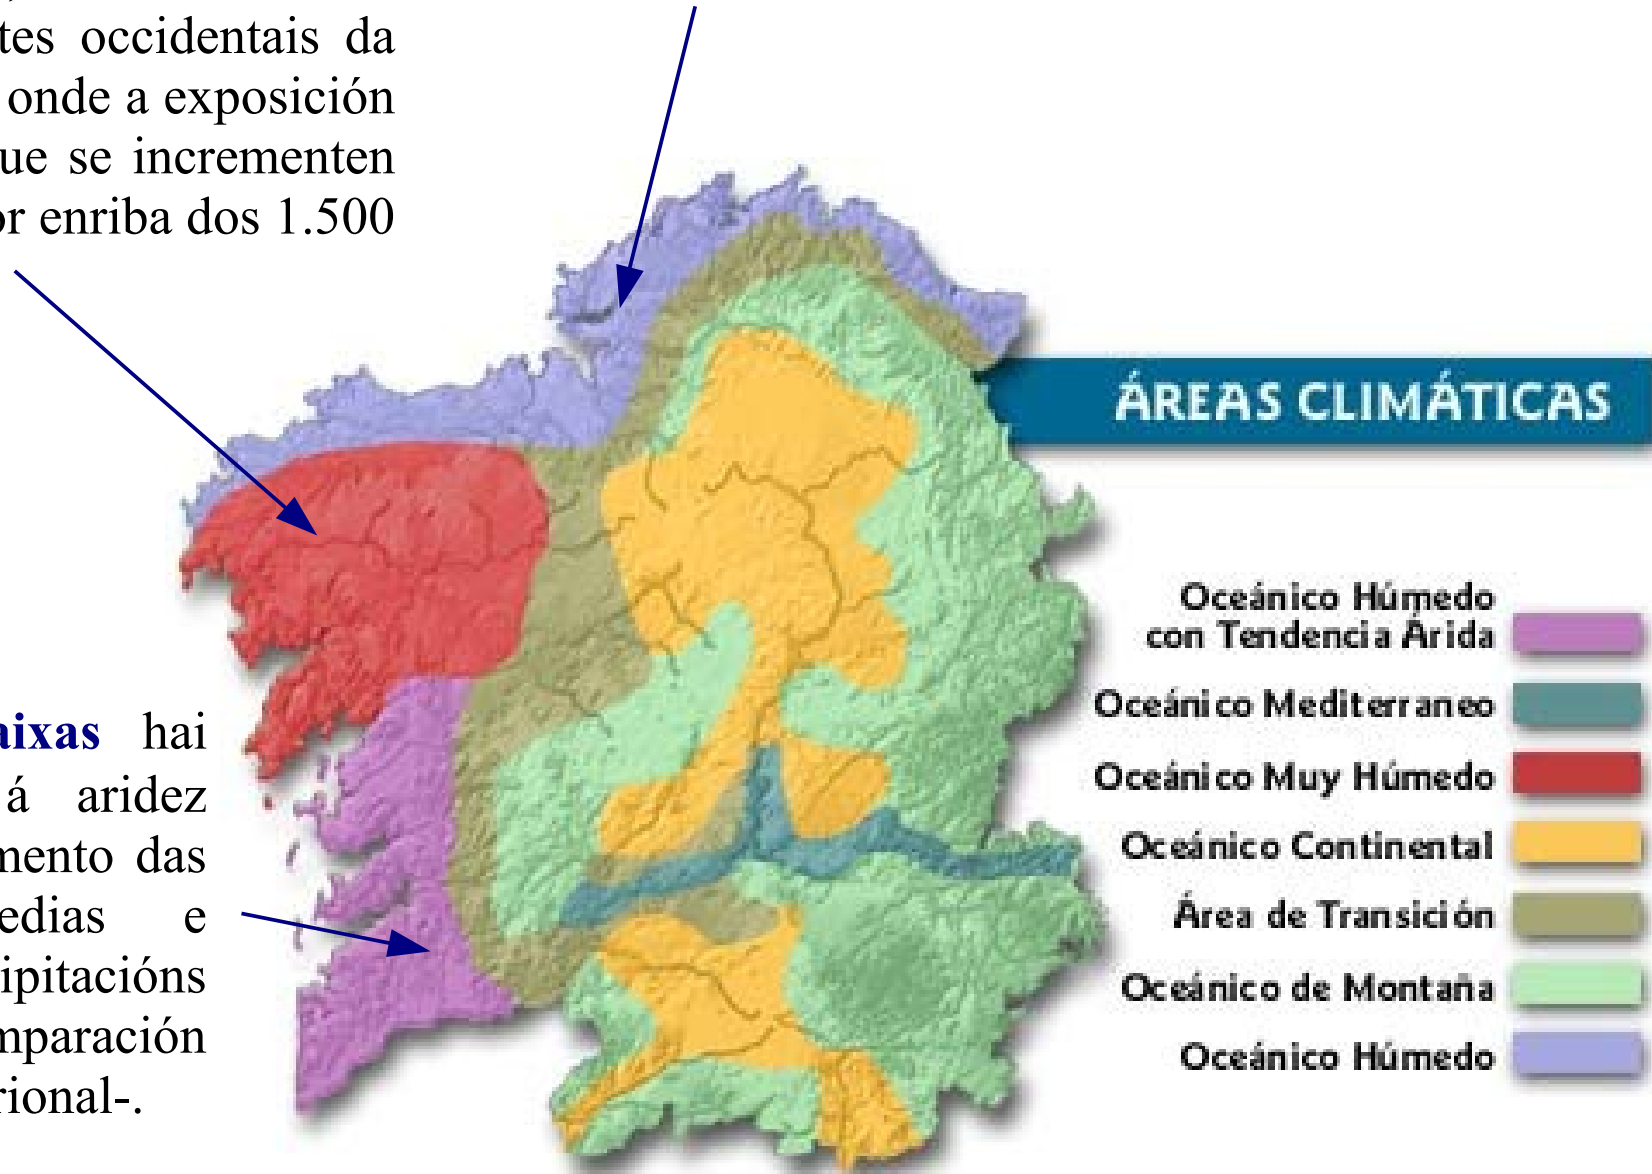 tes occidentais da
onde a exposición
ue se incrementen
or enriba dos 1.500
ÁREAS CLIMÁTICAS
Oceánico Húmedo
con Tendencia Árida
Oceánico Mediterraneo
Oceánico Muy Húmedo
Oceánico Continental
Área de Transición
Oceánico de Montaña
Oceánico Húmedo
aixas hai
á aridez
mento das
edias e
ipitacións
mparación
rional-.